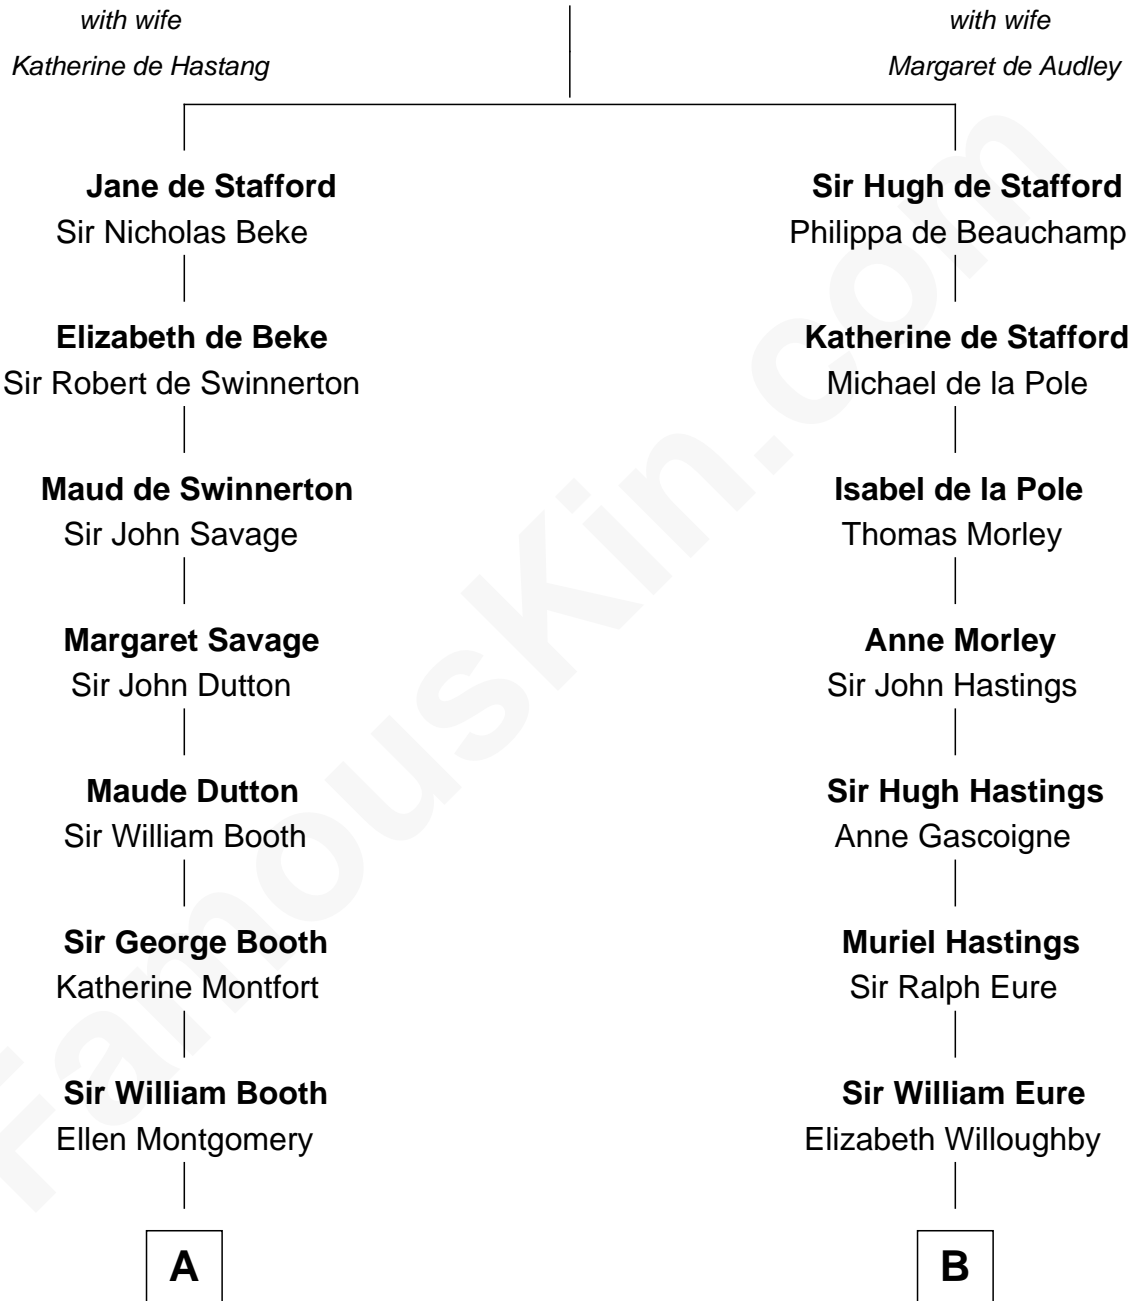 with wife
Katherine de Hastang
with wife
Margaret de Audley
Jane de Stafford
Sir Nicholas Beke
Sir Hugh de Stafford
Philippa de Beauchamp
Elizabeth de Beke
Sir Robert de Swinnerton
Katherine de Stafford
Michael de la Pole
Maud de Swinnerton
Sir John Savage
Isabel de la Pole
Thomas Morley
Margaret Savage
Sir John Dutton
Anne Morley
Sir John Hastings
Maude Dutton
Sir William Booth
Sir Hugh Hastings
Anne Gascoigne
Sir George Booth
Katherine Montfort
Muriel Hastings
Sir Ralph Eure
Sir William Booth
Ellen Montgomery
Sir William Eure
Elizabeth Willoughby
A
B
FamousKin.com